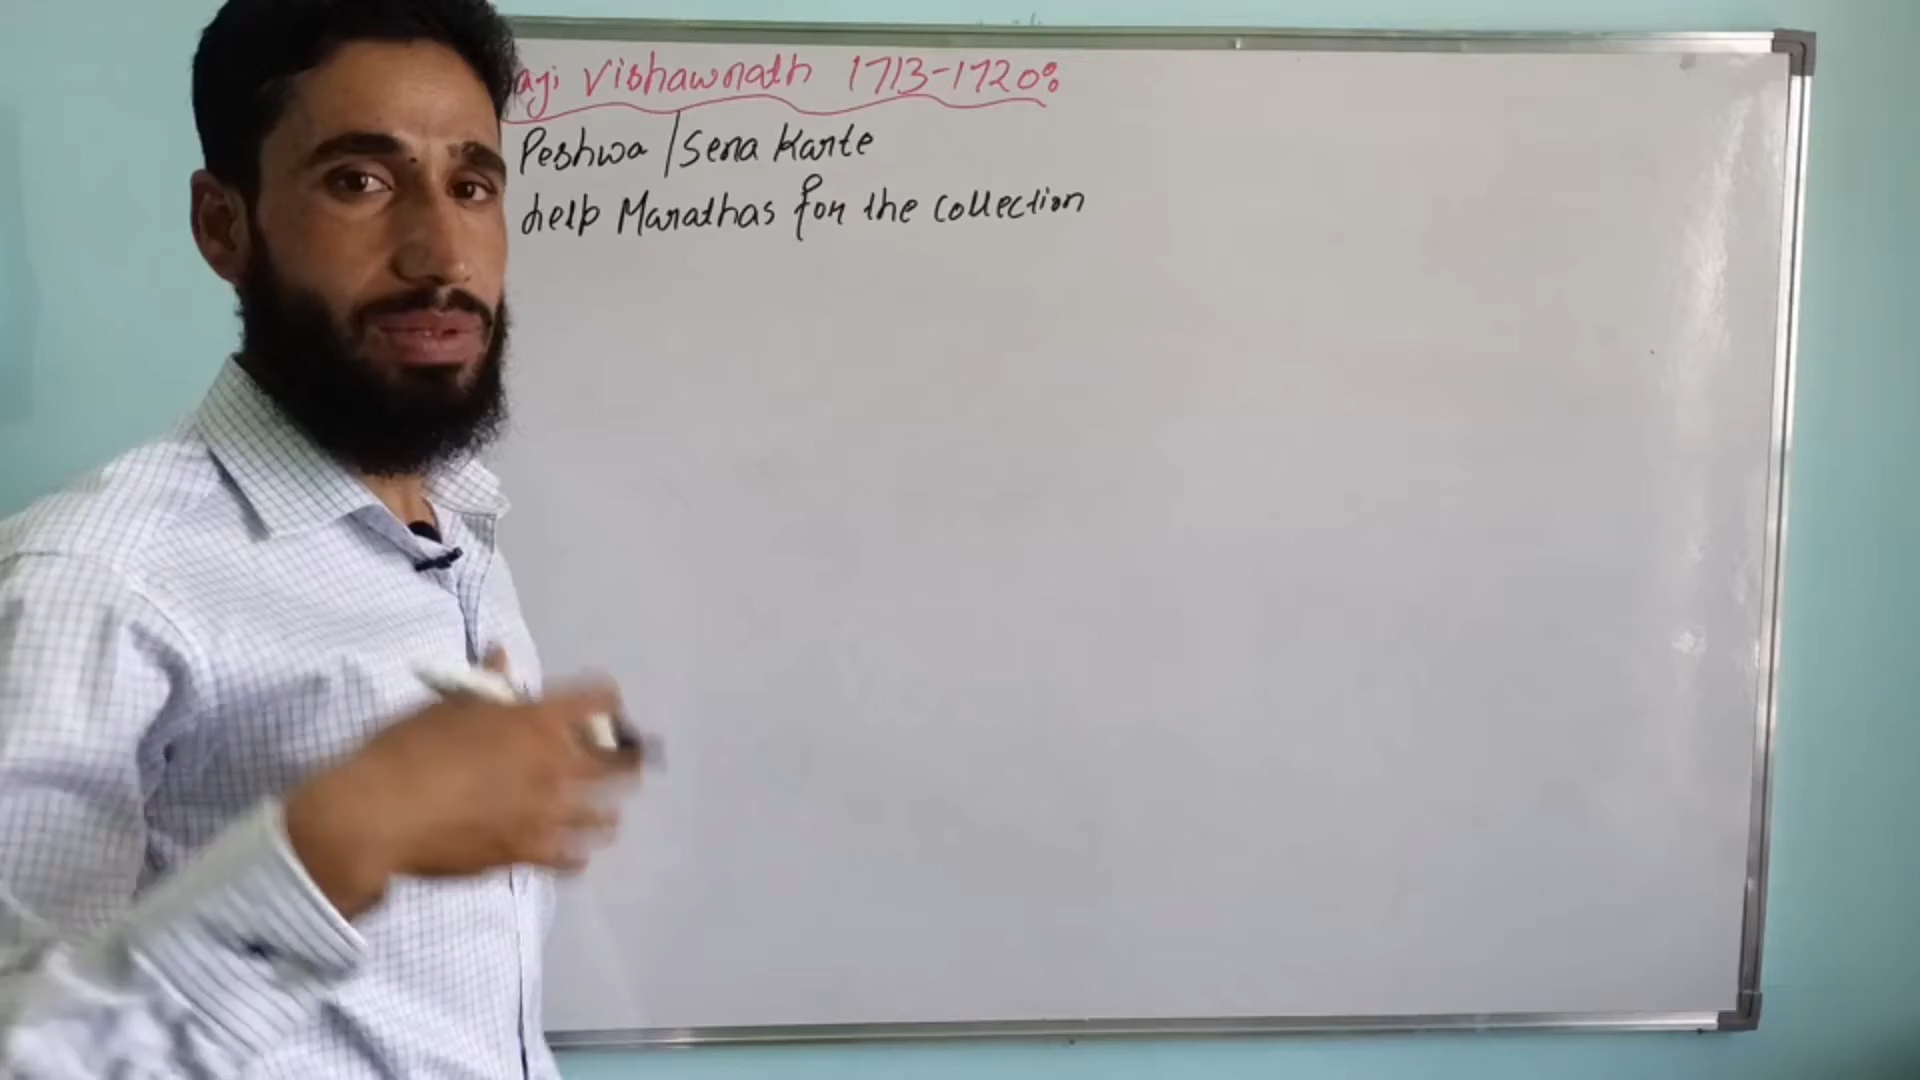 aji Vishawnath 1713-1720:
Peshwa / Sena Karte
help Marathas for the collection